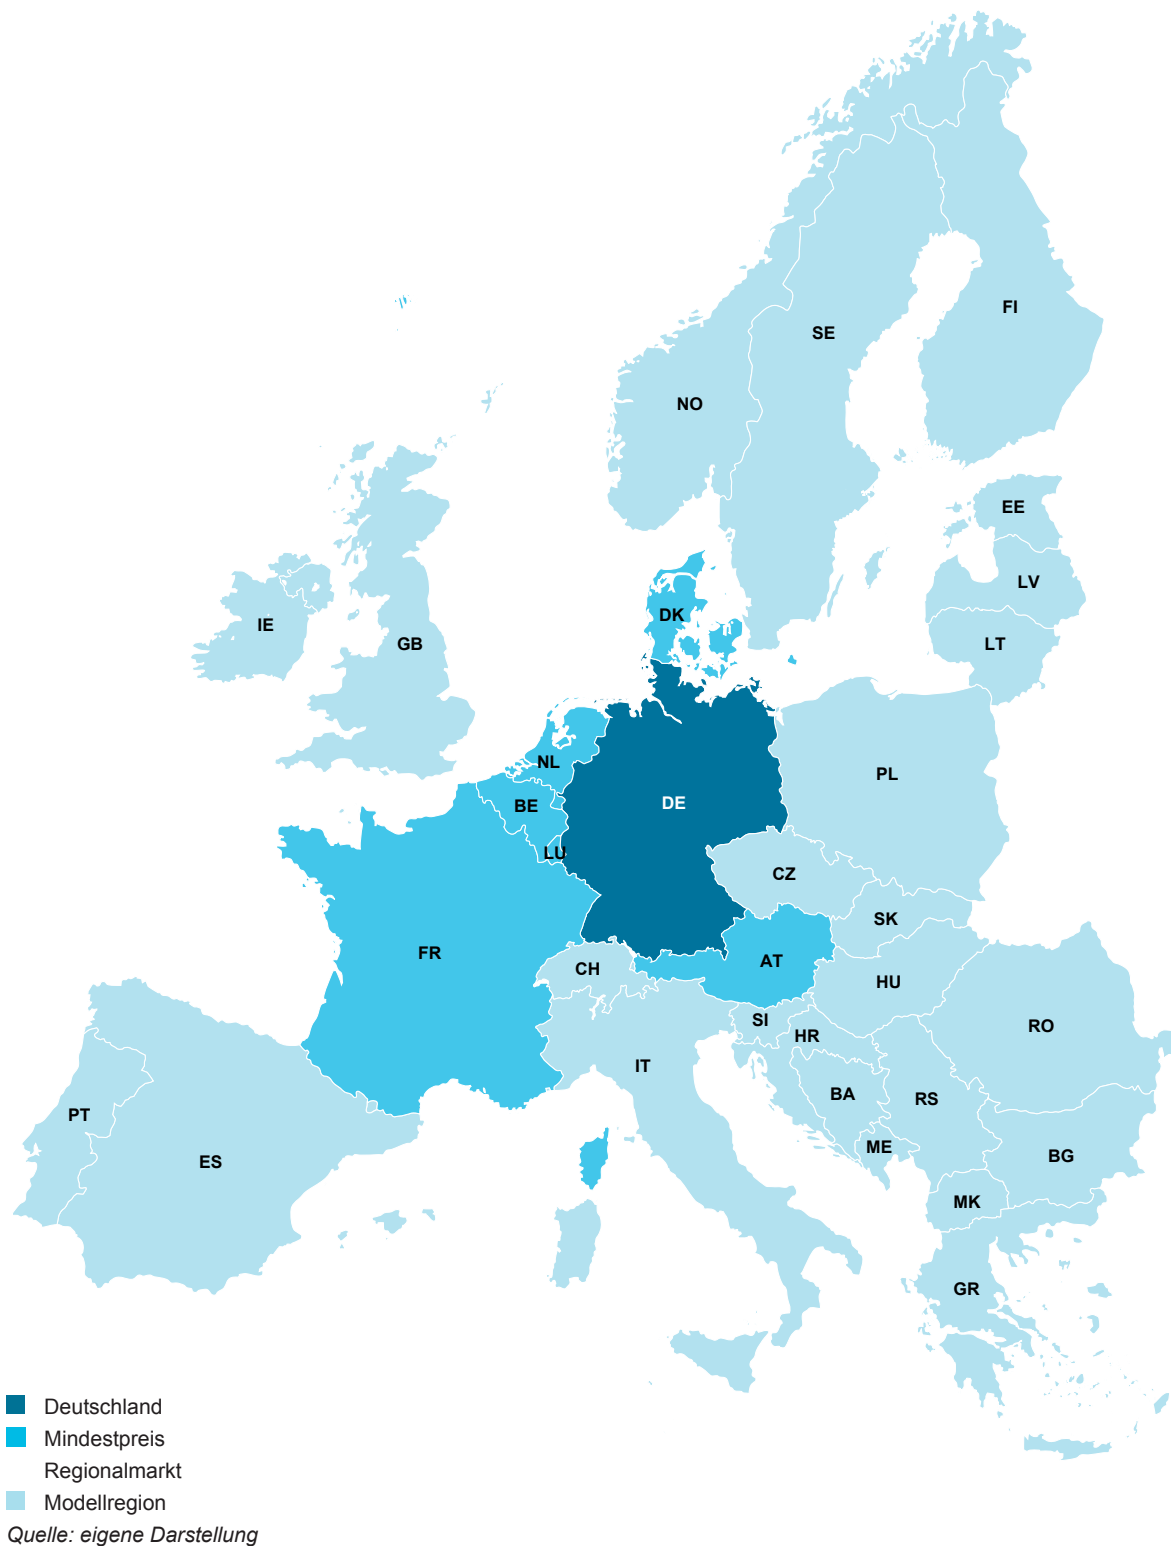 FI
SE
NO
EE
LV
DK
IE
GB
LT
NL
PL
BE
DE
LU
CZ
SK
FR
AT
CH
HU
SI
RO
HR
IT
BA
RS
PT
ME
BG
ES
MK
GR
Deutschland
Mindestpreis
Regionalmarkt
Modellregion
Quelle: eigene Darstellung